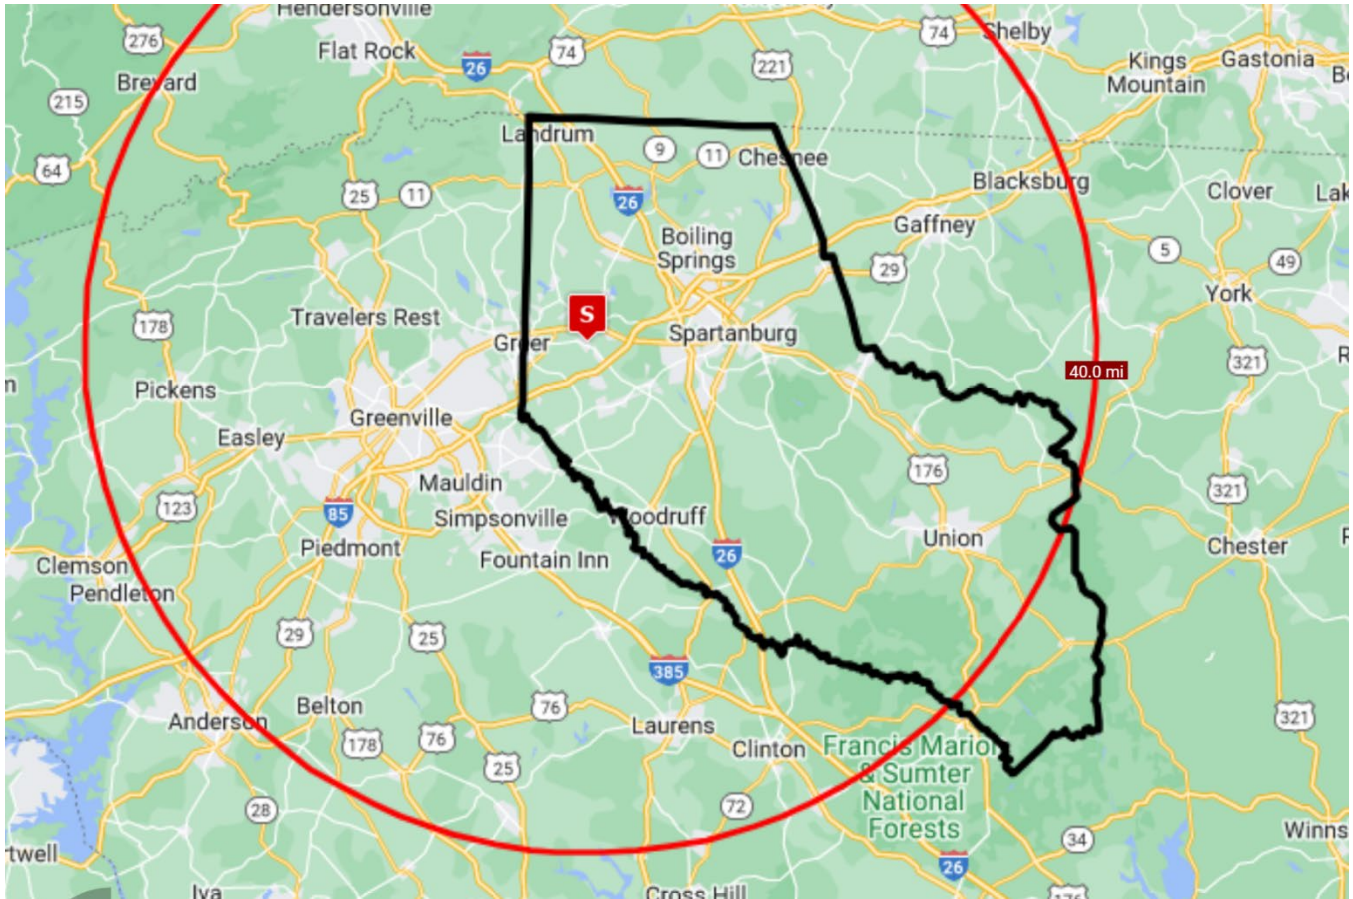 Hendersonville
276
Flat Rock
26
74
74
Shelby
221
Kings
Mountain
Gastonia
Brevard
215
64
Landrum
9
11
Chesnee
25
11
26
Blacksburg
Clover
Gaffney
Boiling
Springs
5
49
29
York
178
Travelers Rest
S
Greer
Spartanburg
321
40.0 mi
Pickens
Greenville
Easley
Mauldin
176
123
85
Simpsonville
Woodruff
321
Piedmont
Fountain Inn
26
Union
Chester
Clemson
Pendleton
29
25
385
Belton
76
Anderson
178
76
Laurens
Clinton
321
Francis Marion
& Sumter
National
Forests
25
28
72
34
Winns
twell
26
Iva
Cross Hill
176